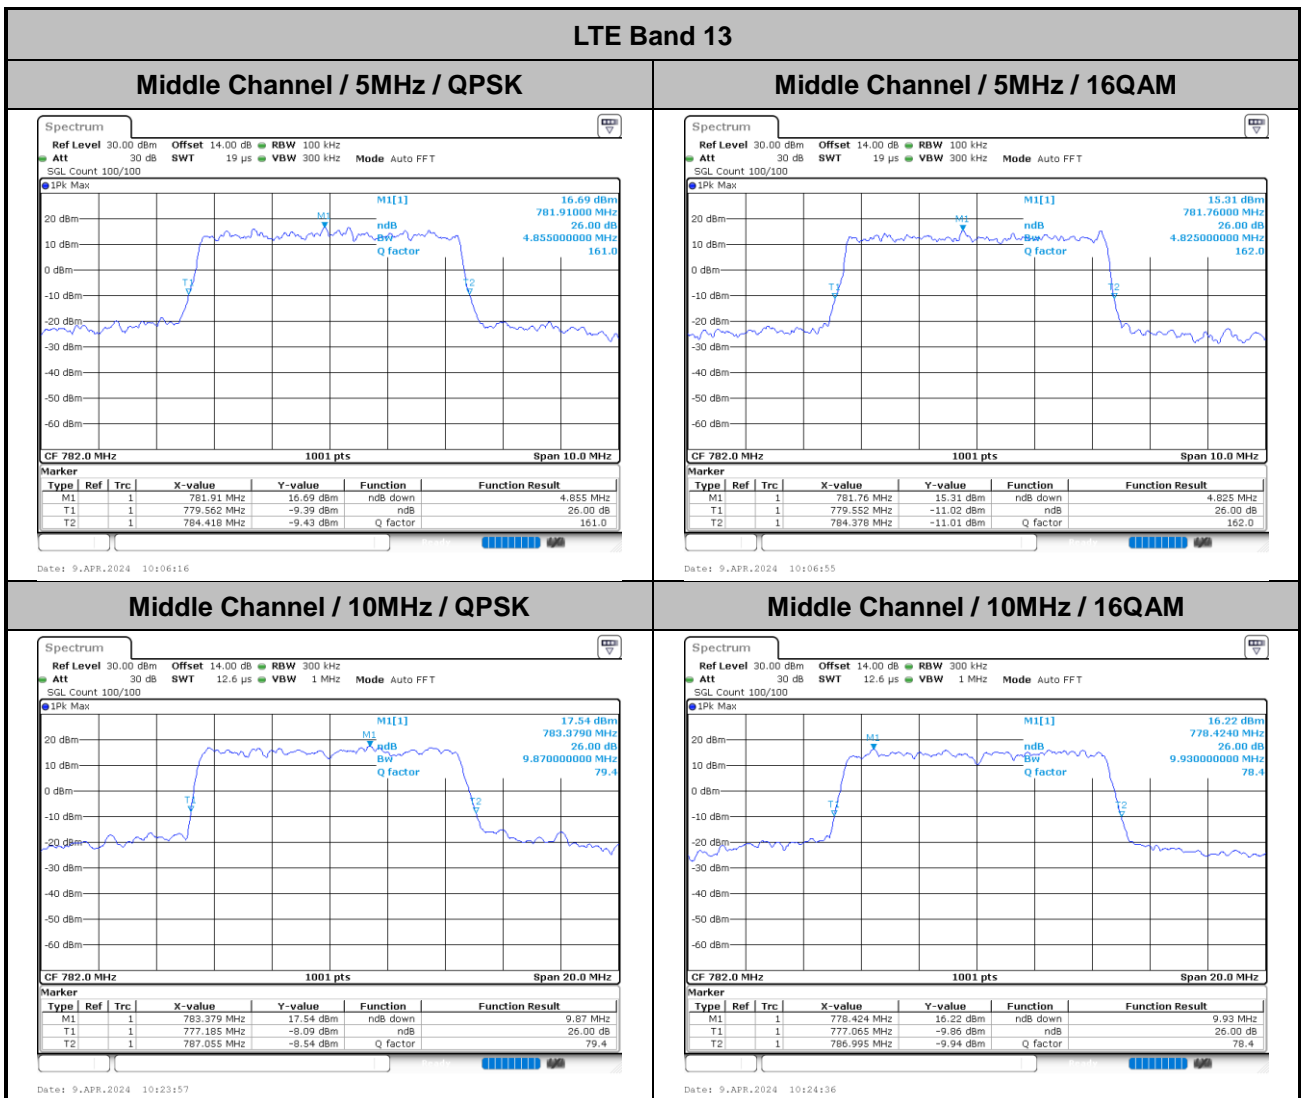 LTE Band 13
Middle Channel / 5MHz / QPSK
Spectrum
Ref Level 30.00 dBm Offset 14.00 dB RBW 100 kHz
Att 30 dB SWT 19 µs VBW 300 kHz Mode Auto FFT
SGL Count 100/100
1Pk Max
M1[1] 16.69 dBm
781.91000 MHz
ndB 26.00 dB
Bw 4.855000000 MHz
Q factor 161.0
M1
T1
T2
20 dBm
10 dBm
0 dBm
-10 dBm
-20 dBm
-30 dBm
-40 dBm
-50 dBm
-60 dBm
CF 782.0 MHz 1001 pts Span 10.0 MHz
Marker
Type Ref Trc X-value Y-value Function Function Result
M1 1 781.91 MHz 16.69 dBm ndB down 4.855 MHz
T1 1 779.562 MHz -9.39 dBm ndB 26.00 dB
T2 1 784.418 MHz -9.43 dBm Q factor 161.0
Date: 9.APR.2024 10:06:16
Middle Channel / 5MHz / 16QAM
Spectrum
Ref Level 30.00 dBm Offset 14.00 dB RBW 100 kHz
Att 30 dB SWT 19 µs VBW 300 kHz Mode Auto FFT
SGL Count 100/100
1Pk Max
M1[1] 15.31 dBm
781.76000 MHz
ndB 26.00 dB
Bw 4.825000000 MHz
Q factor 162.0
M1
T1
T2
20 dBm
10 dBm
0 dBm
-10 dBm
-20 dBm
-30 dBm
-40 dBm
-50 dBm
-60 dBm
CF 782.0 MHz 1001 pts Span 10.0 MHz
Marker
Type Ref Trc X-value Y-value Function Function Result
M1 1 781.76 MHz 15.31 dBm ndB down 4.825 MHz
T1 1 779.552 MHz -11.02 dBm ndB 26.00 dB
T2 1 784.378 MHz -11.01 dBm Q factor 162.0
Date: 9.APR.2024 10:06:55
Middle Channel / 10MHz / QPSK
Spectrum
Ref Level 30.00 dBm Offset 14.00 dB RBW 300 kHz
Att 30 dB SWT 12.6 µs VBW 1 MHz Mode Auto FFT
SGL Count 100/100
1Pk Max
M1[1] 17.54 dBm
783.3790 MHz
ndB 26.00 dB
Bw 9.870000000 MHz
Q factor 79.4
M1
T1
T2
20 dBm
10 dBm
0 dBm
-10 dBm
-20 dBm
-30 dBm
-40 dBm
-50 dBm
-60 dBm
CF 782.0 MHz 1001 pts Span 20.0 MHz
Marker
Type Ref Trc X-value Y-value Function Function Result
M1 1 783.379 MHz 17.54 dBm ndB down 9.87 MHz
T1 1 777.185 MHz -8.09 dBm ndB 26.00 dB
T2 1 787.055 MHz -8.54 dBm Q factor 79.4
Date: 9.APR.2024 10:23:57
Middle Channel / 10MHz / 16QAM
Spectrum
Ref Level 30.00 dBm Offset 14.00 dB RBW 300 kHz
Att 30 dB SWT 12.6 µs VBW 1 MHz Mode Auto FFT
SGL Count 100/100
1Pk Max
M1[1] 16.22 dBm
778.4240 MHz
ndB 26.00 dB
Bw 9.930000000 MHz
Q factor 78.4
M1
T2
20 dBm
10 dBm
0 dBm
-10 dBm
-20 dBm
-30 dBm
-40 dBm
-50 dBm
-60 dBm
CF 782.0 MHz 1001 pts Span 20.0 MHz
Marker
Type Ref Trc X-value Y-value Function Function Result
M1 1 778.424 MHz 16.22 dBm ndB down 9.93 MHz
T1 1 777.065 MHz -9.86 dBm ndB 26.00 dB
T2 1 786.995 MHz -9.94 dBm Q factor 78.4
Date: 9.APR.2024 10:24:36